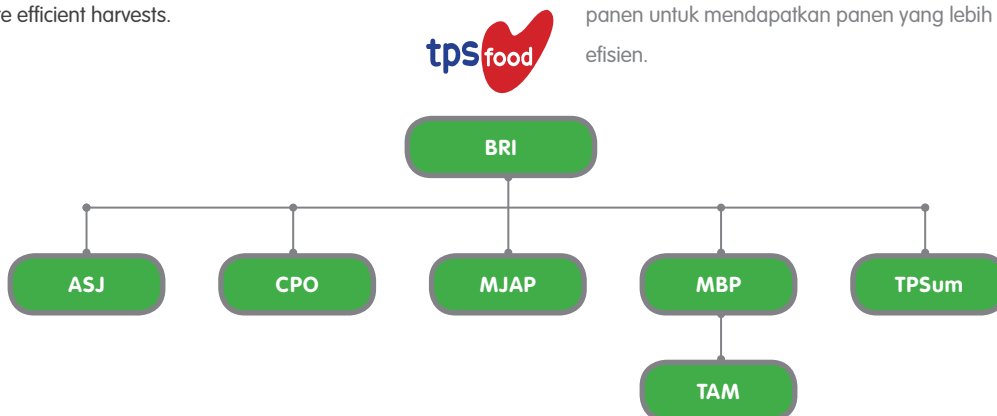 efficient harvests.
panen untuk mendapatkan panen yang lebih
efisien.
tps food
BRI
ASJ
CPO
MJAP
MBP
TPSum
TAM